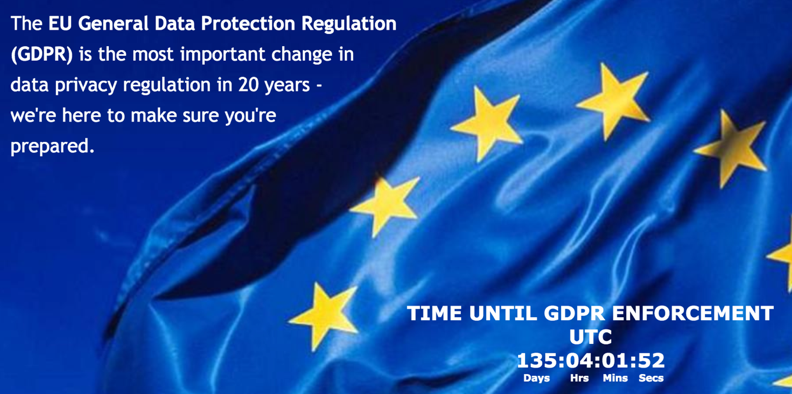 The EU General Data Protection Regulation
(GDPR) is the most important change in
data privacy regulation in 20 years -
we're here to make sure you're
prepared.
TIME UNTIL GDPR ENFORCEMENT
UTC
135:04:01:52
Days Hrs Mins Secs